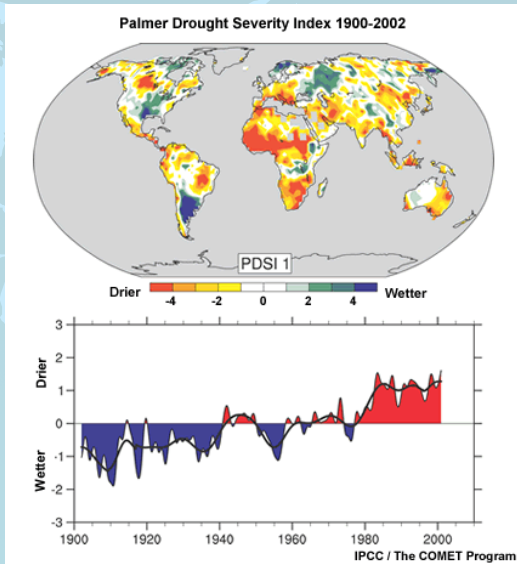 Palmer Drought Severity Index 1900-2002
PDSI 1
Drier -4 -2 0 2 4 Wetter
3
2
1
0
-1
-2
-3
Drier
Wetter
1900 1920 1940 1960 1980 2000
IPCC / The COMET Program